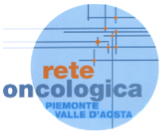 rete
oncologica
PIEMONTE
VALLE D'AOSTA